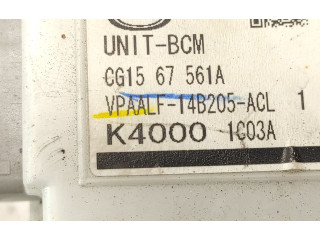 UNIT-BCM
CG15 67 561A
VPAALF-14B205-ACL 1
K4000 1C03A